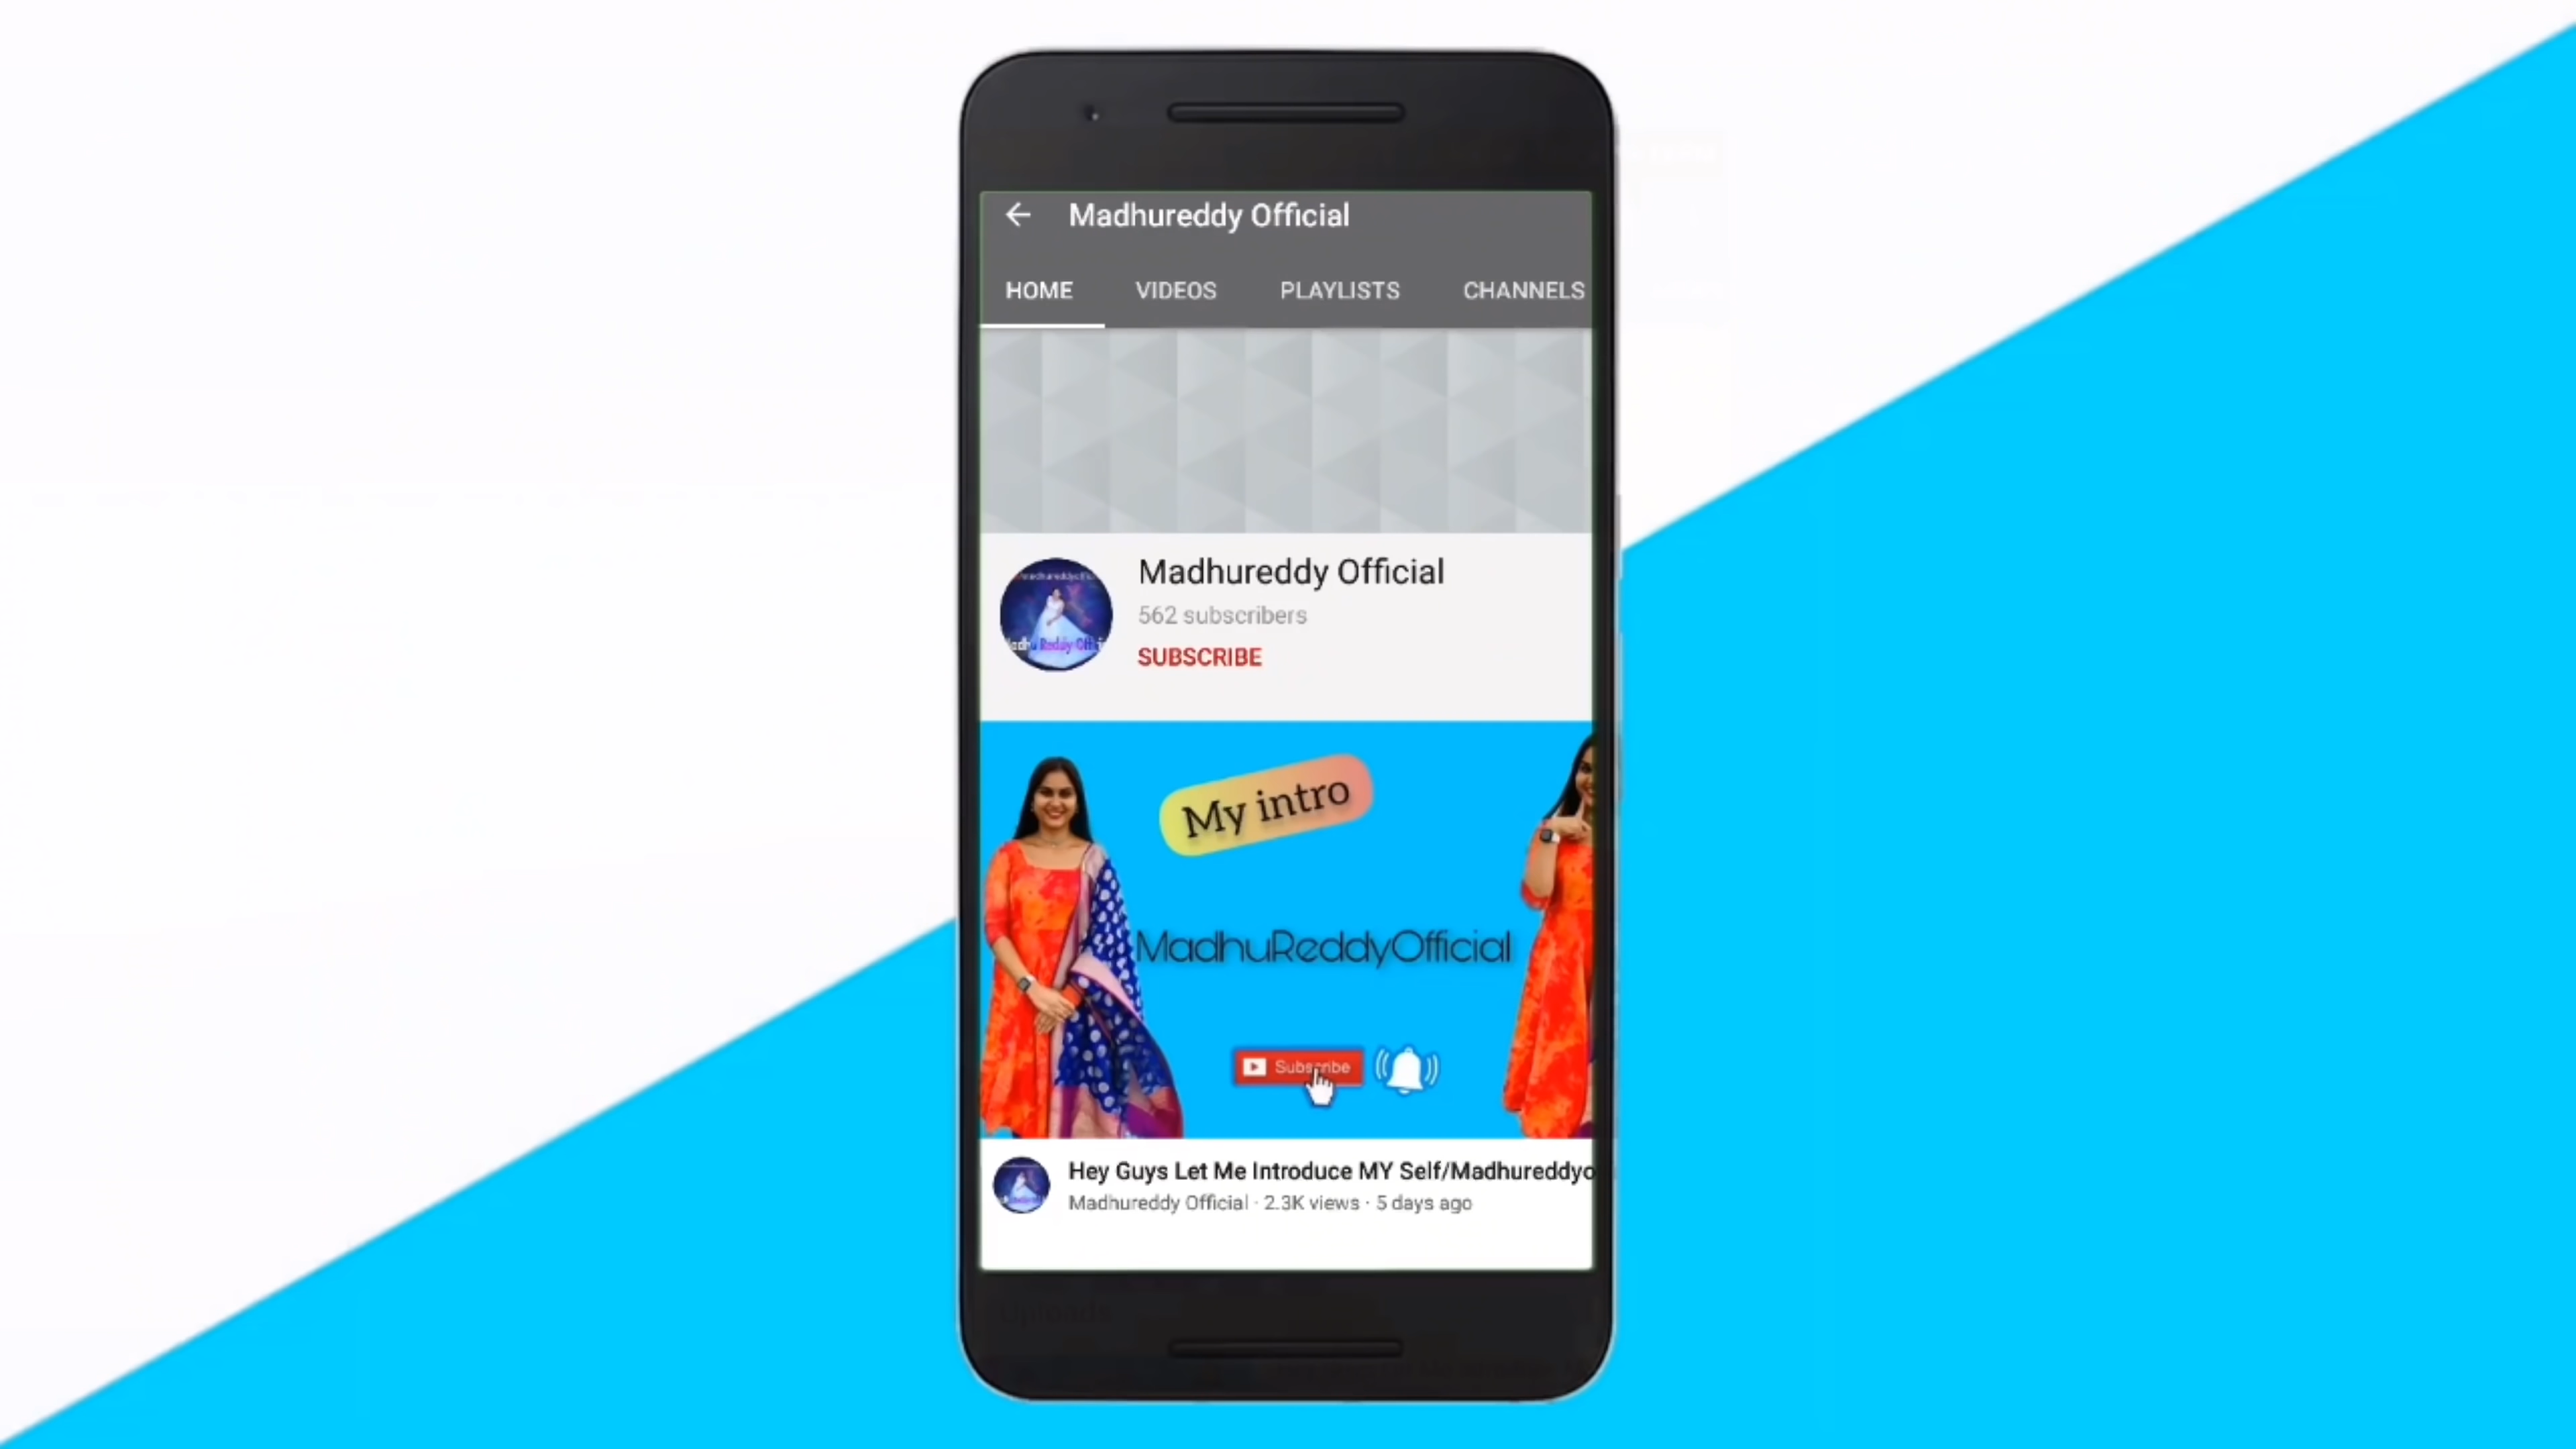 Madhureddy Official
HOME VIDEOS PLAYLISTS CHANNELS
Madhureddy Official
562 subscribers
SUBSCRIBE
My intro
MadhuReddyOfficial
Subscribe
Hey Guys Let Me Introduce MY Self/Madhureddyo
Madhureddy Official · 2.3K views · 5 days ago